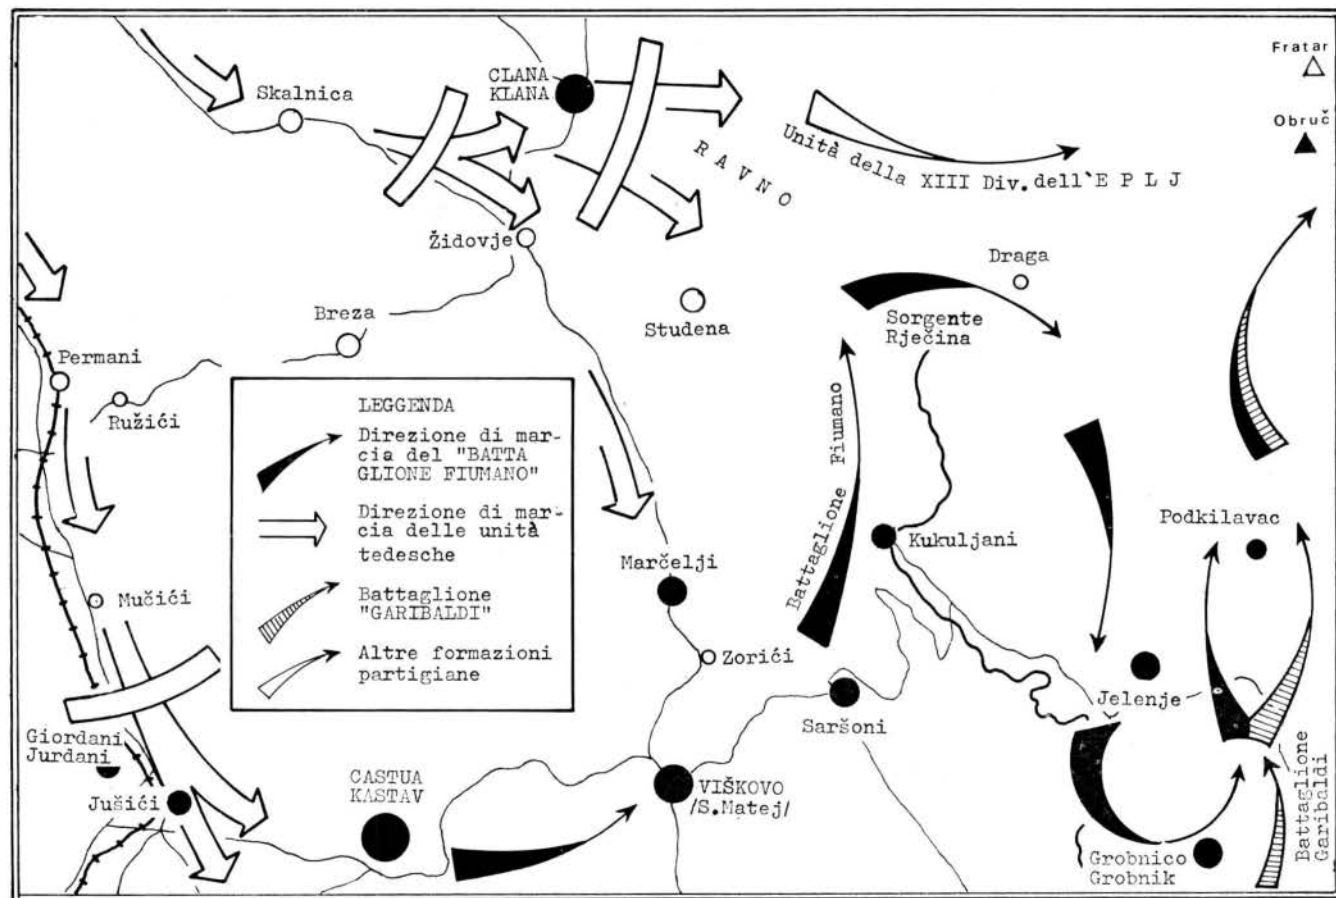 Fratar
Obruč
CLANA
KLANA
Skalnica
RAVNO
Unità della XIII Div.dell'E P L J
Židovje
Draga
Breza
Studena
Sorgente
Rječina
Permani
Ružići
LEGGENDA
Direzione di mar-
cia del "BATTA
GLIONE FIUMANO"
Direzione di mar-
cia delle unità
tedesche
Battaglione
"GARIBALDI"
Altre formazioni
partigiane
Battaglione Fiumano
Podkilavac
Kukuljani
Marčelji
Mučići
Zorići
Jelenje
Saršoni
Giordani
Jurdani
Jušići
CASTUA
KASTAV
VIŠKOVO
/S.Matej/
Battaglione
Garibaldi
Grobnico
Grobnik